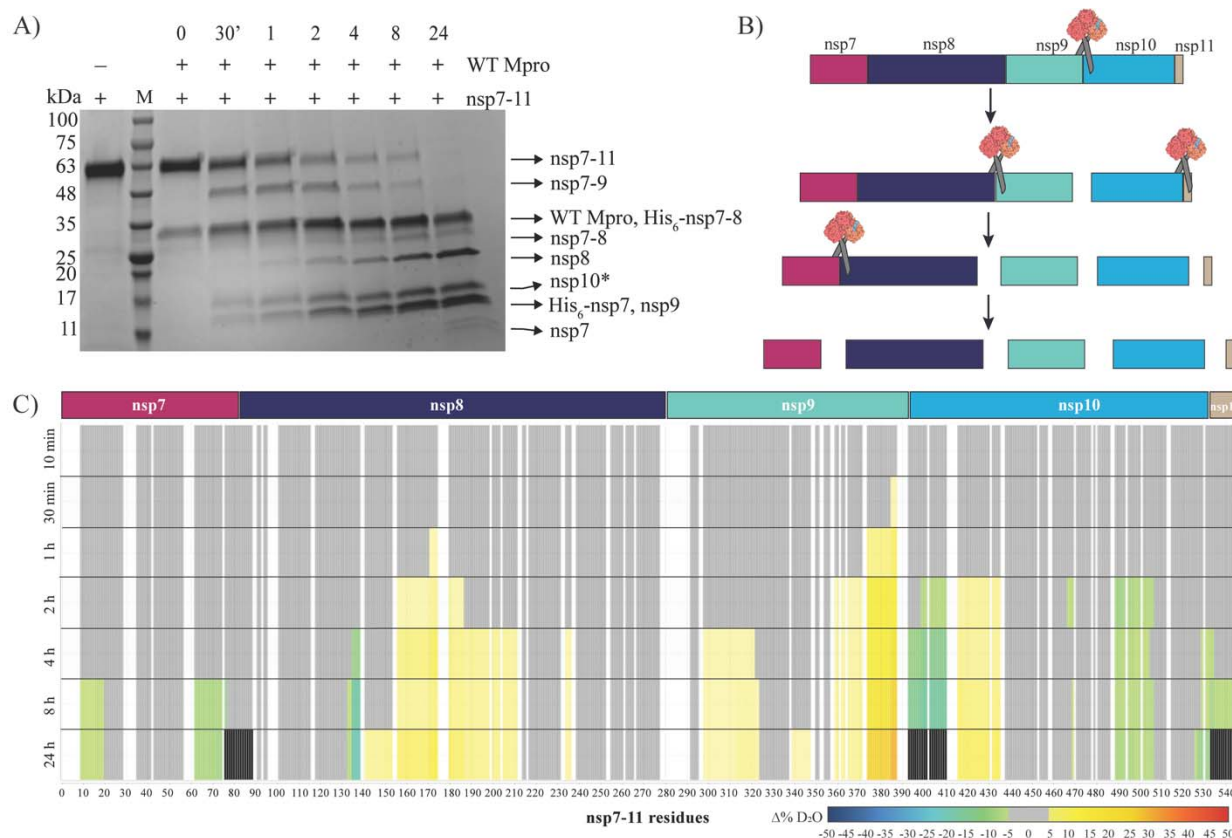 A)
0 30' 1 2 4 8 24
– + + + + + + + WT Mpro
kDa + M + + + + + + + nsp7-11
100
75
63
48
35
25
20
17
11
nsp7-11
nsp7-9
WT Mpro, His6-nsp7-8
nsp7-8
nsp8
nsp10*
His6-nsp7, nsp9
nsp7
B)
nsp7 nsp8 nsp9 nsp10 nsp11
C)
nsp7 nsp8 nsp9 nsp10
10 min
30 min
1 h
2 h
4 h
8 h
24 h
0 10 20 30 40 50 60 70 80 90 100 110 120 130 140 150 160 170 180 190 200 210 220 230 240 250 260 270 280 290 300 310 320 330 340 350 360 370 380 390 400 410 420 430 440 450 460 470 480 490 500 510 520 530 540
nsp7-11 residues
Δ% D₂O
-50 -45 -35 -30 -25 -20 -15 -10 -5 0 5 10 15 20 25 30 35 45 50